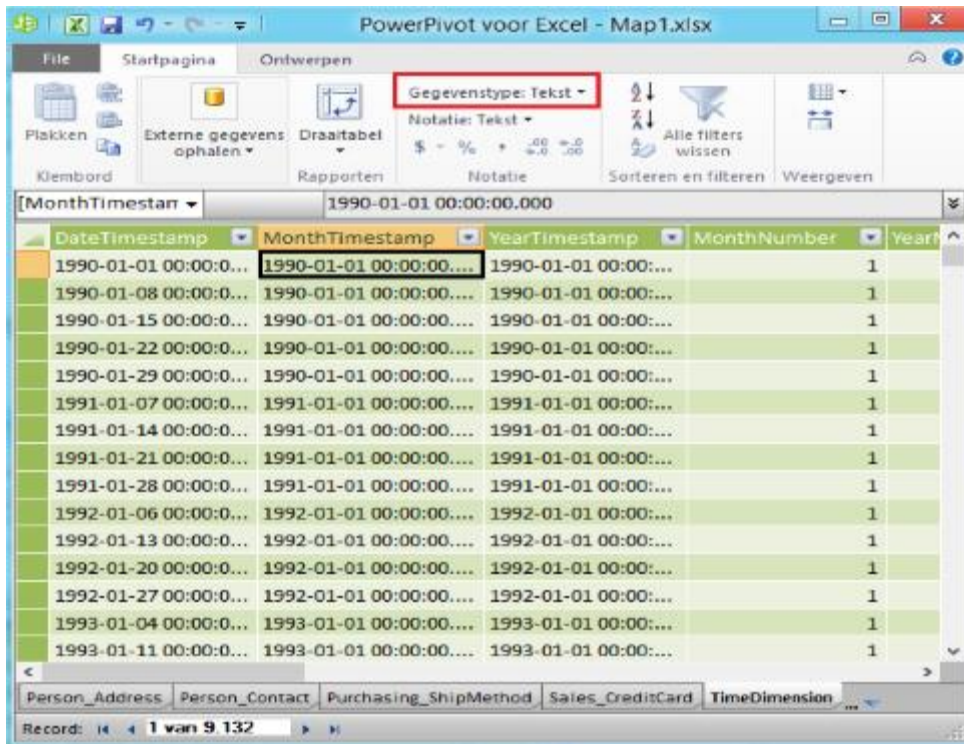 PowerPivot voor Excel - Map1.xlsx
File Startpagina Ontwerpen
Plakken
Klembord
Externe gegevens ophalen
Draaitabel
Rapporten
Gegevenstype: Tekst
Notatie: Tekst
$ - % , .00 .00
Notatie
Alle filters wissen
Sorteren en filteren
Weergeven
[MonthTimestam 1990-01-01 00:00:00.000
DateTimestamp MonthTimestamp YearTimestamp MonthNumber
1990-01-01 00:00:0... 1990-01-01 00:00:00.... 1990-01-01 00:00:... 1
1990-01-08 00:00:0... 1990-01-01 00:00:00.... 1990-01-01 00:00:... 1
1990-01-15 00:00:0... 1990-01-01 00:00:00.... 1990-01-01 00:00:... 1
1990-01-22 00:00:0... 1990-01-01 00:00:00.... 1990-01-01 00:00:... 1
1990-01-29 00:00:0... 1990-01-01 00:00:00.... 1990-01-01 00:00:... 1
1991-01-07 00:00:0... 1991-01-01 00:00:00.... 1991-01-01 00:00:... 1
1991-01-14 00:00:0... 1991-01-01 00:00:00.... 1991-01-01 00:00:... 1
1991-01-21 00:00:0... 1991-01-01 00:00:00.... 1991-01-01 00:00:... 1
1991-01-28 00:00:0... 1991-01-01 00:00:00.... 1991-01-01 00:00:... 1
1992-01-06 00:00:0... 1992-01-01 00:00:00.... 1992-01-01 00:00:... 1
1992-01-13 00:00:0... 1992-01-01 00:00:00.... 1992-01-01 00:00:... 1
1992-01-20 00:00:0... 1992-01-01 00:00:00.... 1992-01-01 00:00:... 1
1992-01-27 00:00:0... 1992-01-01 00:00:00.... 1992-01-01 00:00:... 1
1993-01-04 00:00:0... 1993-01-01 00:00:00.... 1993-01-01 00:00:... 1
1993-01-11 00:00:0... 1993-01-01 00:00:00.... 1993-01-01 00:00:... 1
Person_Address Person_Contact Purchasing_ShipMethod Sales_CreditCard TimeDimension ...
Record: 1 van 9.132